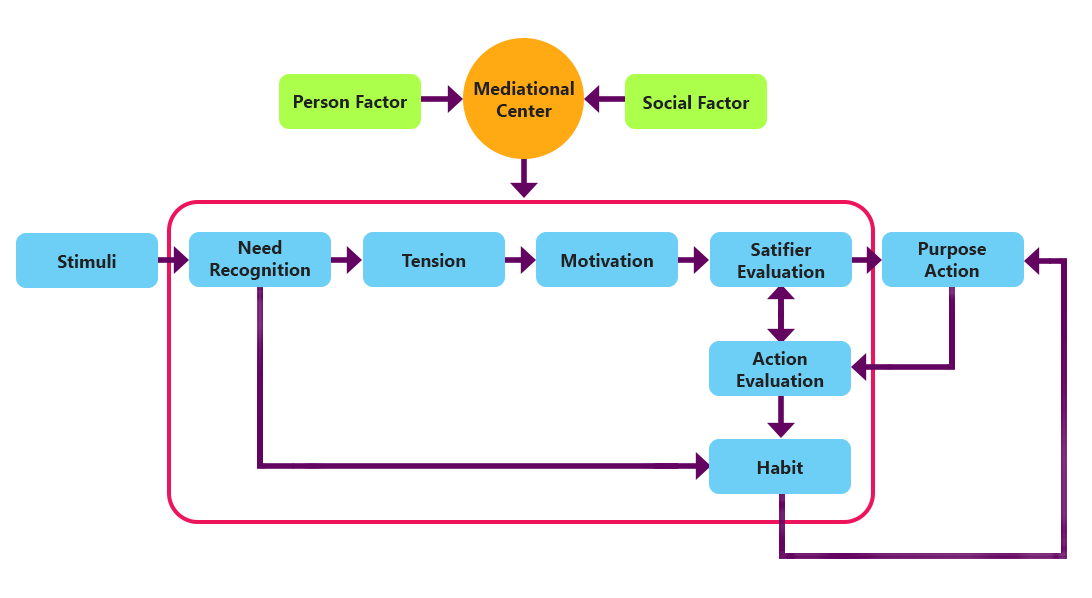 Mediational
Center
Person Factor
Social Factor
Stimuli
Need
Recognition
Tension
Motivation
Satifier
Evaluation
Purpose
Action
Action
Evaluation
Habit